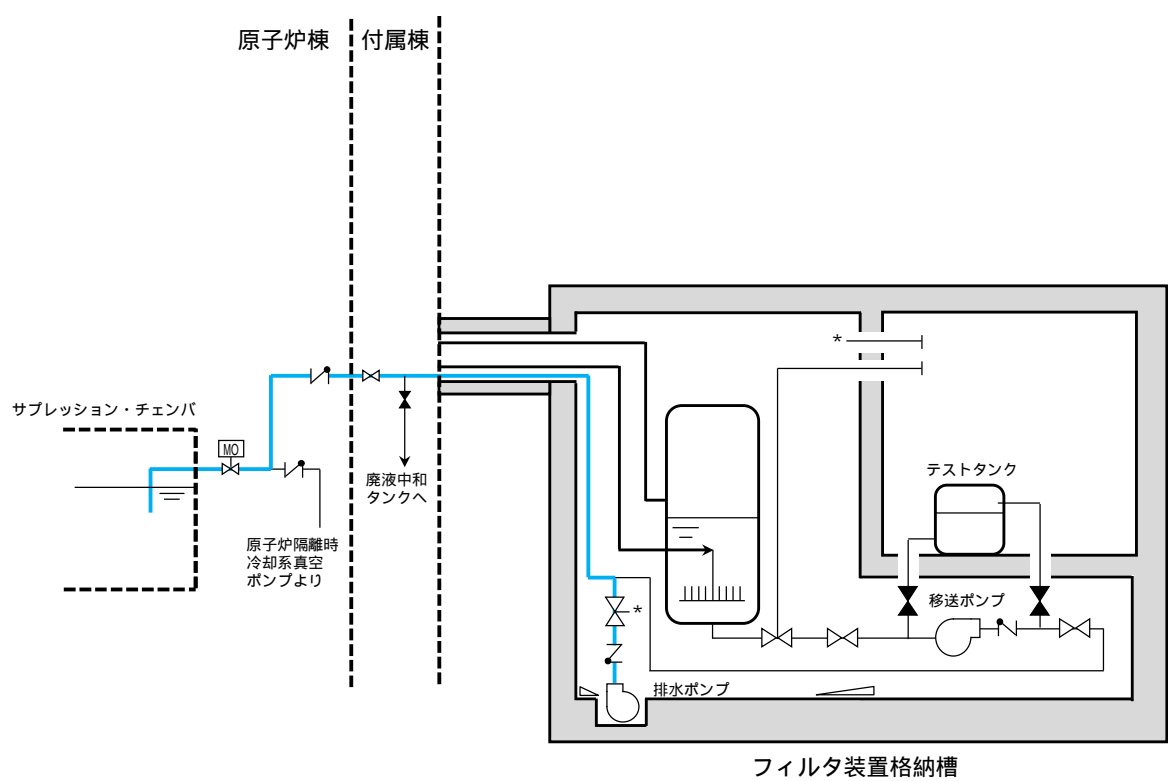 原子炉棟
付属棟
サプレッション・チェンバ
MO
廃液中和
タンクへ
原子炉隔離時
冷却系真空
ポンプより
*
テストタンク
*
移送ポンプ
排水ポンプ
フィルタ装置格納槽